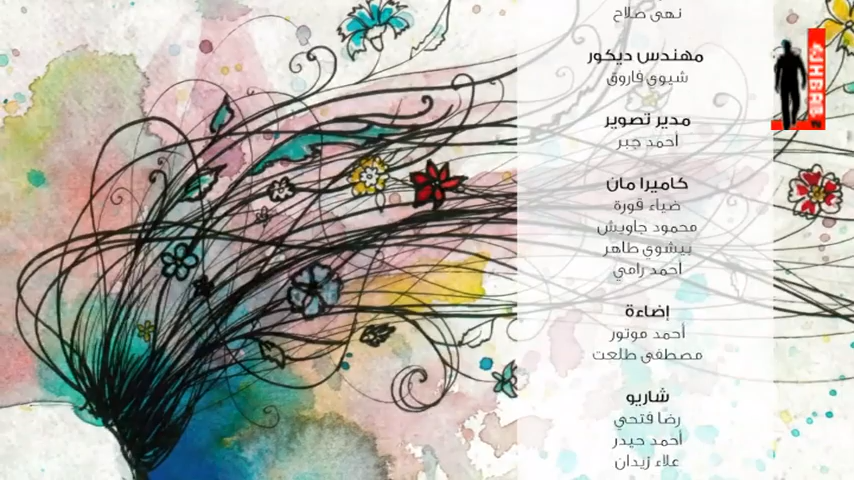 نهى صلاح
مهندس ديكور
شيوي فاروق
مدير تصوير
أحمد جبر
كاميرا مان
ضياء قورة
محمود جاويش
بيشوي طاهر
أحمد رامي
إضاءة
أحمد موتور
مصطفى طلعت
شاريو
رضا فتحي
أحمد حيدر
علاء زيدان